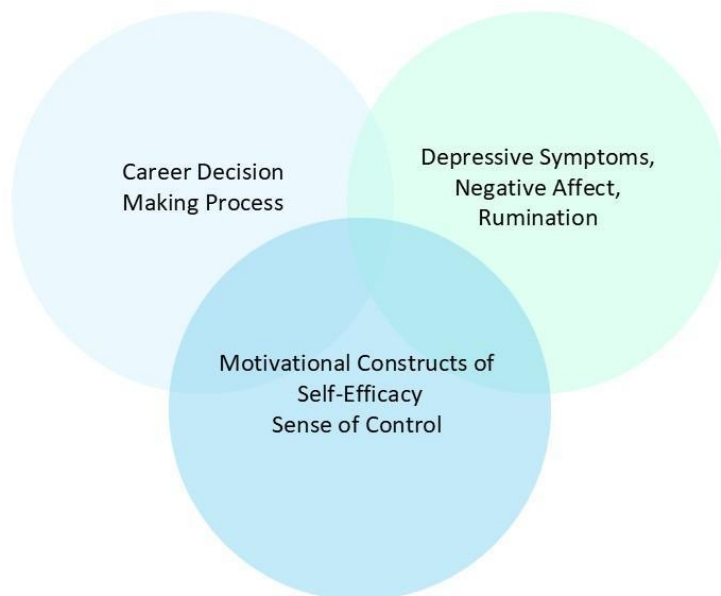 Career Decision
Making Process
Depressive Symptoms,
Negative Affect,
Rumination
Motivational Constructs of
Self-Efficacy
Sense of Control